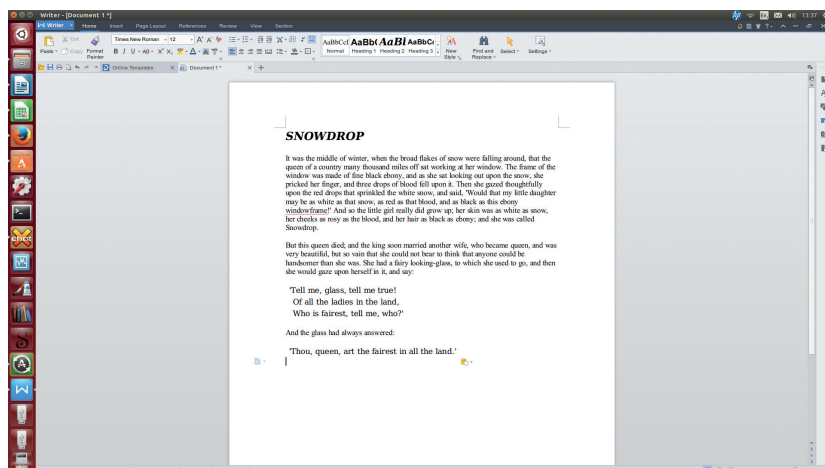 Writer - [Document 1 *]
13:37
Writer
Home Insert Page Layout References Review View Section
Paste Cut Copy Format Painter
Times New Roman 12
B I U AB X² X₂ A
AaBbCcI AaBb( AaBl AaBbC
Normal Heading 1 Heading 2 Heading 3
New Style Find and Replace Select Settings
Online Templates X Document 1 * X +
SNOWDROP
It was the middle of winter, when the broad flakes of snow were falling around, that the
queen of a country many thousand miles off sat working at her window. The frame of the
window was made of fine black ebony, and as she sat looking out upon the snow, she
pricked her finger, and three drops of blood fell upon it. Then she gazed thoughtfully
upon the red drops that sprinkled the white snow, and said, 'Would that my little daughter
may be as white as that snow, as red as that blood, and as black as this ebony
windowframe!' And so the little girl really did grow up; her skin was as white as snow,
her cheeks as rosy as the blood, and her hair as black as ebony; and she was called
Snowdrop.
But this queen died; and the king soon married another wife, who became queen, and was
very beautiful, but so vain that she could not bear to think that anyone could be
handsomer than she was. She had a fairy looking-glass, to which she used to go, and then
she would gaze upon herself in it, and say:
'Tell me, glass, tell me true!
Of all the ladies in the land,
Who is fairest, tell me, who?'
And the glass had always answered:
'Thou, queen, art the fairest in all the land.'